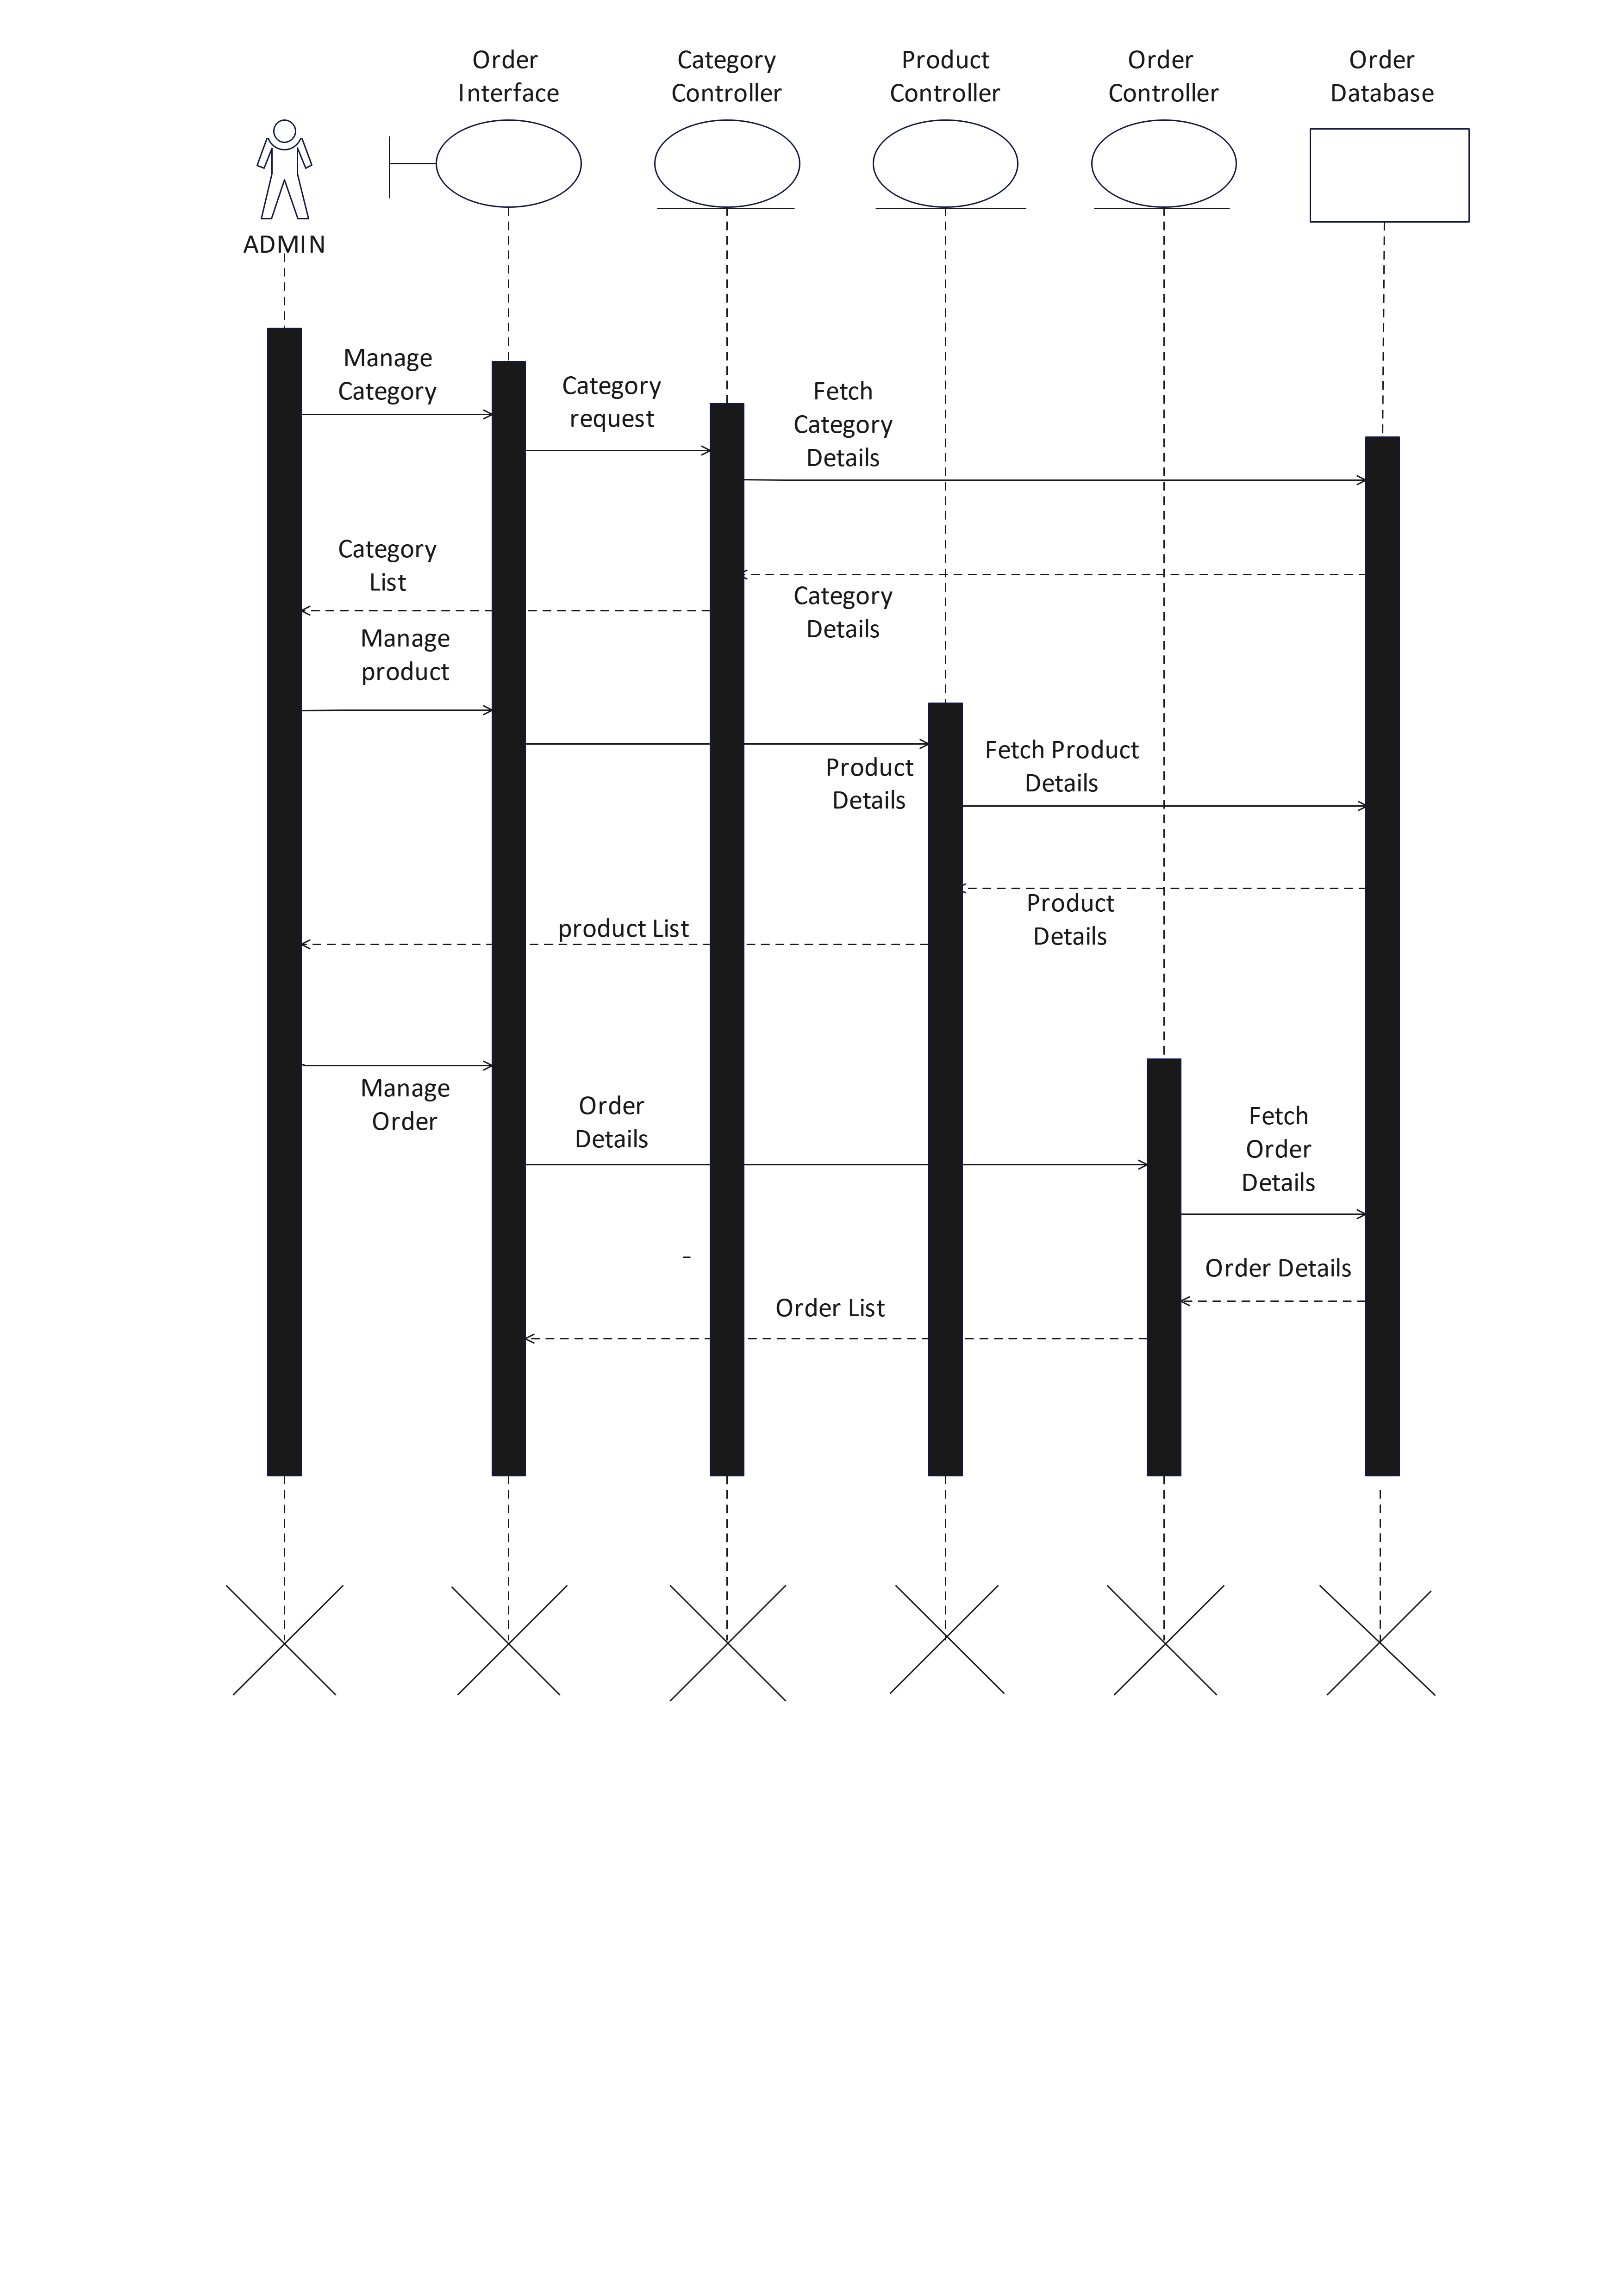 Order
Interface
Category
Controller
Product
Controller
Order
Controller
Order
Database
ADMIN
Manage
Category
Category
request
Fetch
Category
Details
Category
List
Category
Details
Manage
product
Product
Details
Fetch Product
Details
Product
Details
product List
Manage
Order
Order
Details
Fetch
Order
Details
Order Details
Order List